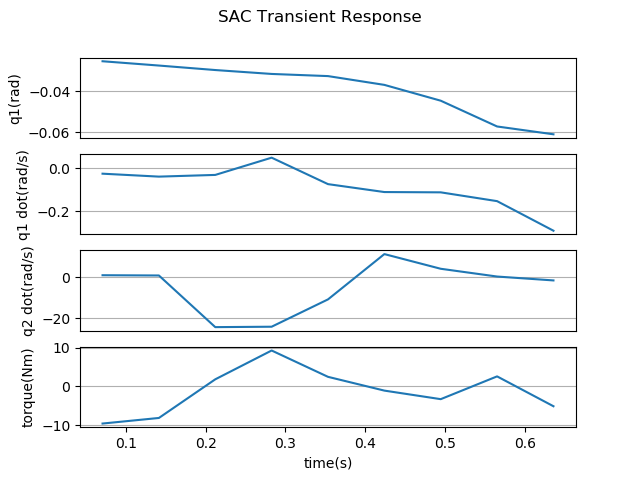 SAC Transient Response
q1(rad)
−0.04
−0.06
q1 dot(rad/s)
0.0
−0.2
q2 dot(rad/s)
0
−20
torque(Nm)
10
0
−10
0.1 0.2 0.3 0.4 0.5 0.6
time(s)